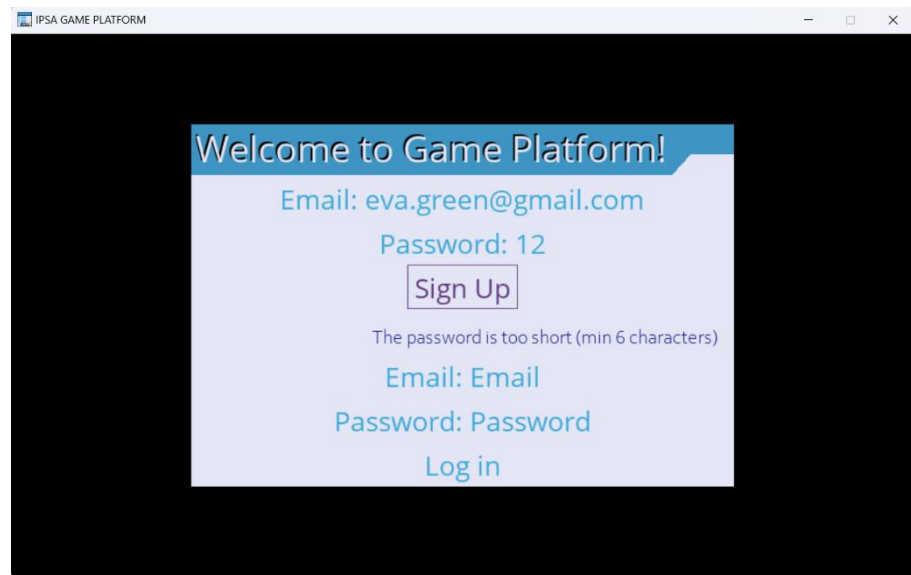 IPSA GAME PLATFORM
Welcome to Game Platform!
Email: eva.green@gmail.com
Password: 12
Sign Up
The password is too short (min 6 characters)
Email: Email
Password: Password
Log in